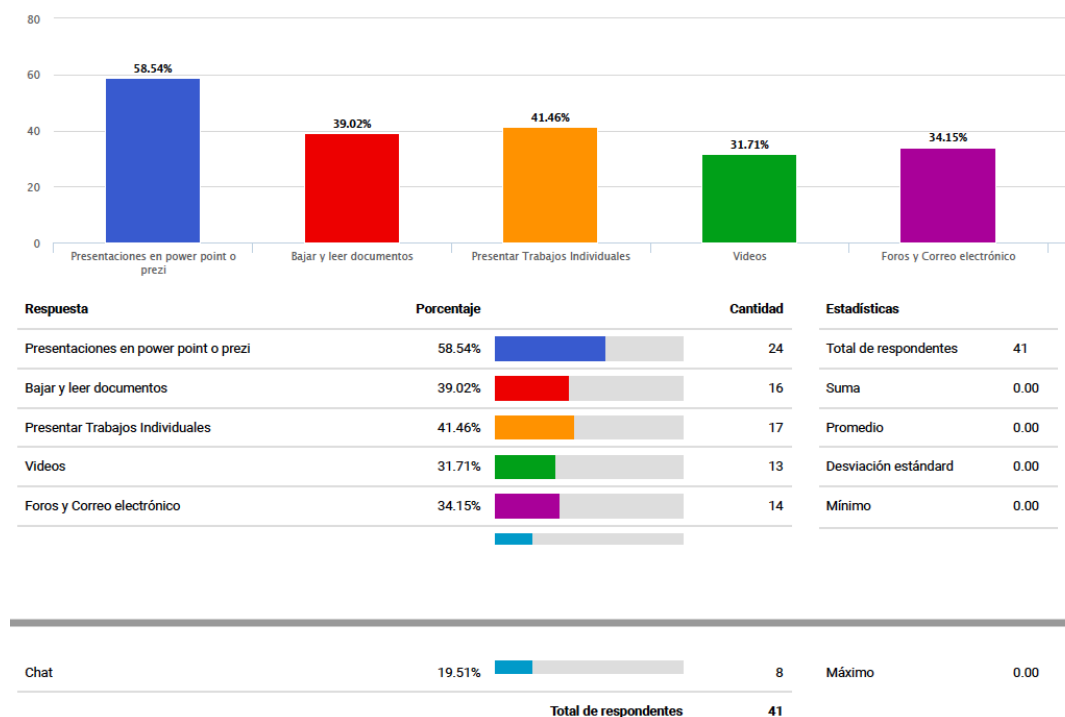 80
58.54%
60
39.02%
41.46%
40
31.71%
34.15%
20
0
Presentaciones en power point o
prezi
Bajar y leer documentos
Presentar Trabajos Individuales
Videos
Foros y Correo electrónico
Respuesta Porcentaje Cantidad Estadísticas
Presentaciones en power point o prezi 58.54% 24 Total de respondentes 41
Bajar y leer documentos 39.02% 16 Suma 0.00
Presentar Trabajos Individuales 41.46% 17 Promedio 0.00
Videos 31.71% 13 Desviación estándard 0.00
Foros y Correo electrónico 34.15% 14 Mínimo 0.00
Chat 19.51% 8 Máximo 0.00
Total de respondentes 41